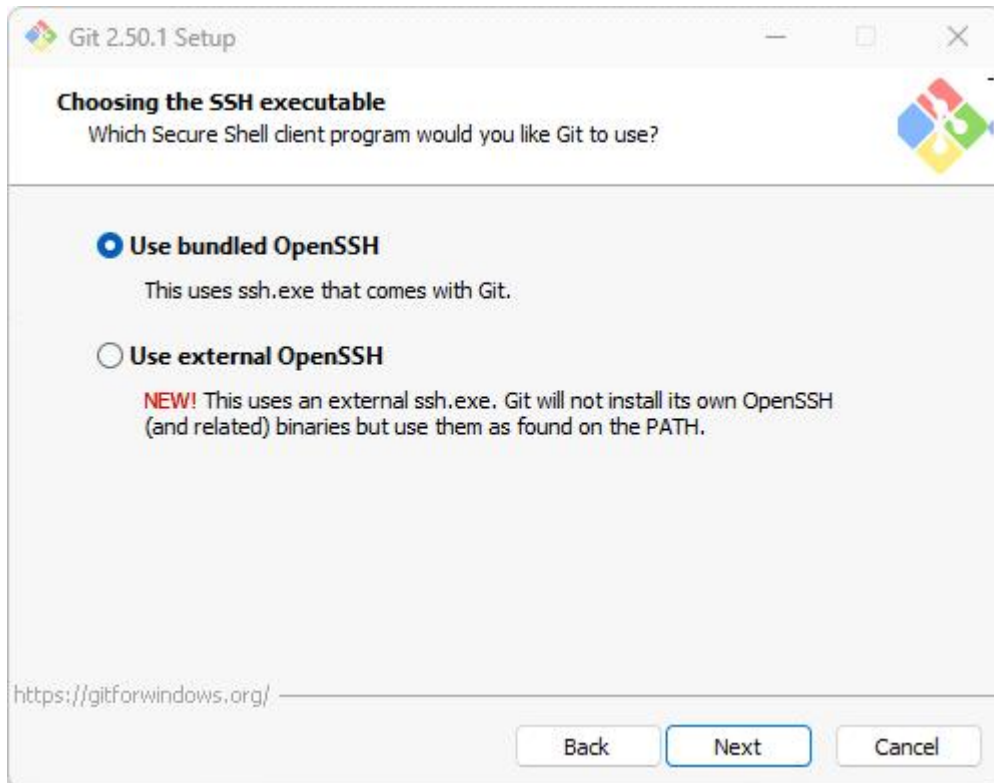 Git 2.50.1 Setup
Choosing the SSH executable
Which Secure Shell client program would you like Git to use?
Use bundled OpenSSH
This uses ssh.exe that comes with Git.
Use external OpenSSH
NEW! This uses an external ssh.exe. Git will not install its own OpenSSH
(and related) binaries but use them as found on the PATH.
https://gitforwindows.org/
Back Next Cancel